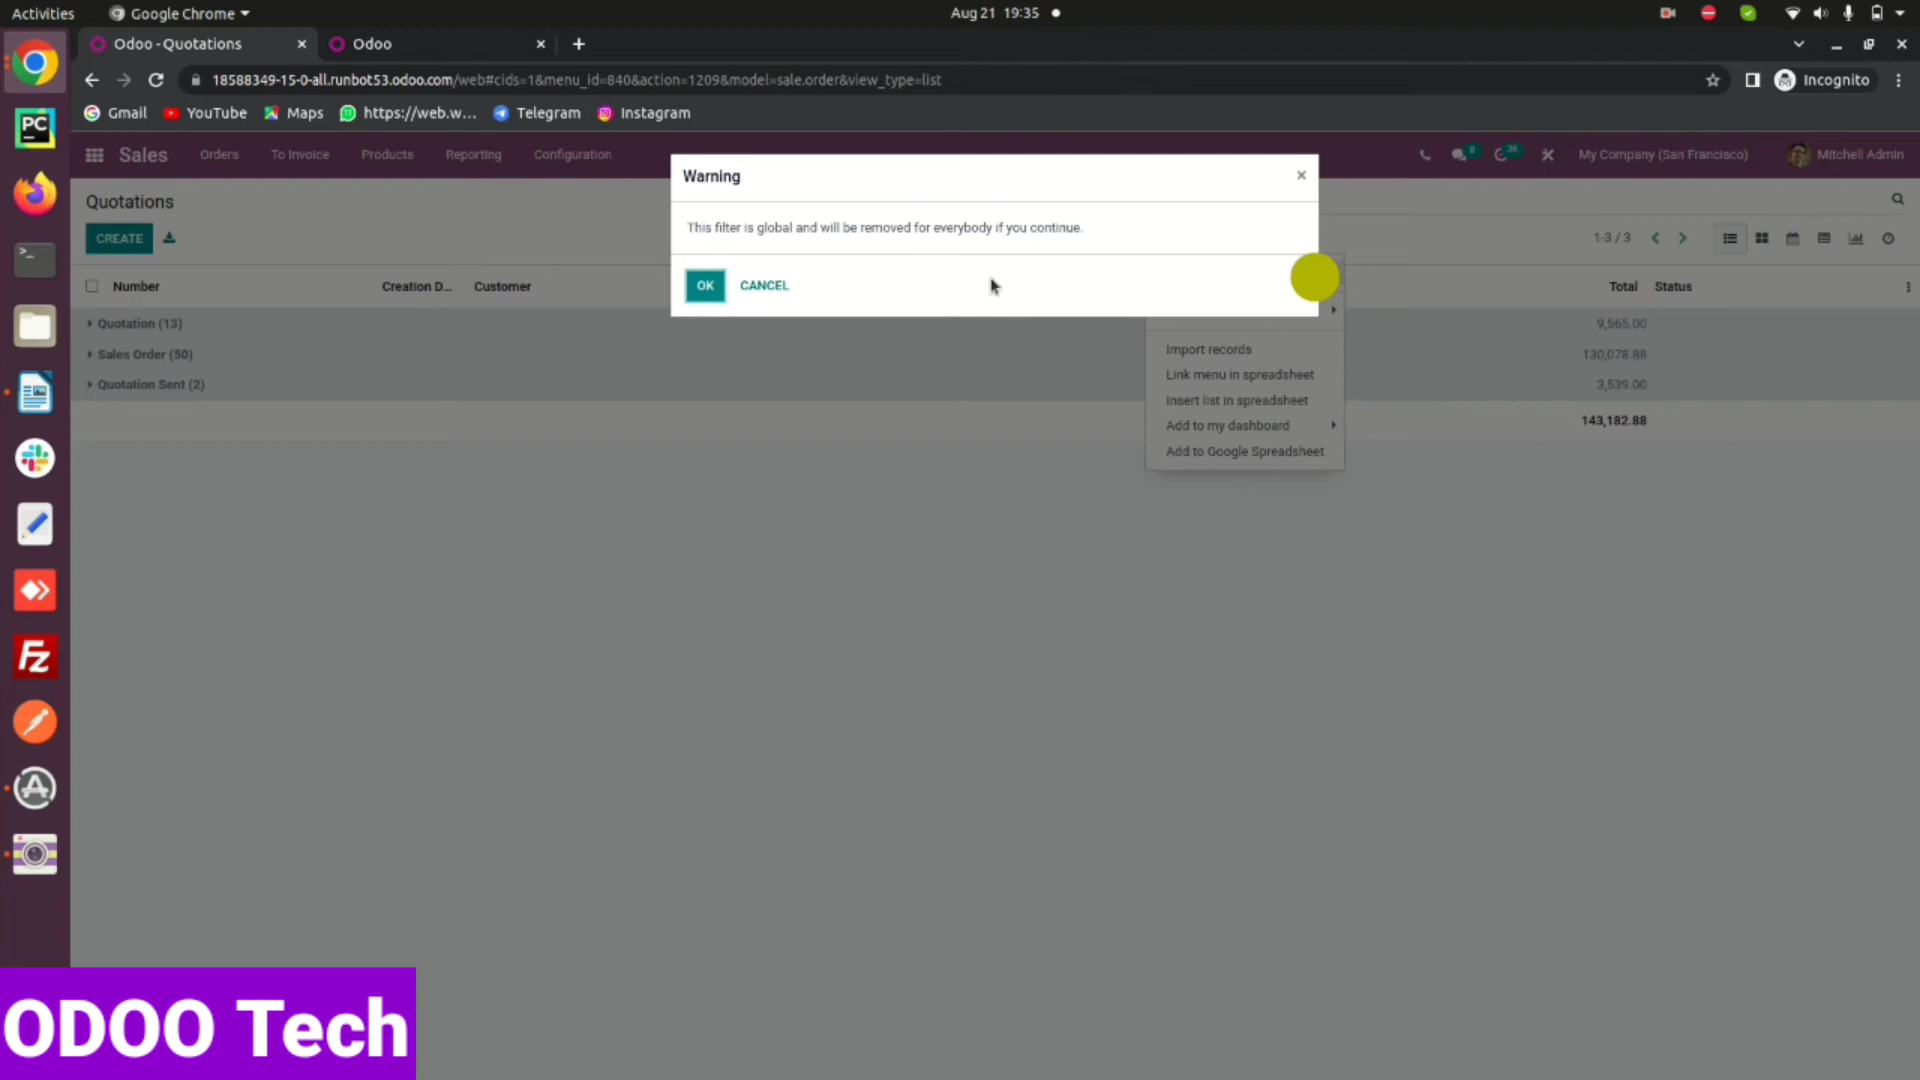 Activities Google Chrome Aug 21 19:35
Odoo - Quotations Odoo
18588349-15-0-all.runbot53.odoo.com/web#cids=1&menu_id=840&action=1209&model=sale.order&view_type=list Incognito
Gmail YouTube Maps https://web.w... Telegram Instagram
Sales Orders To Invoice Products Reporting Configuration 8 36 My Company (San Francisco) Mitchell Admin
Warning
Quotations
This filter is global and will be removed for everybody if you continue.
CREATE 1-3 / 3
OK CANCEL
Number Creation D... Customer Total Status
Quotation (13) 9,565.00
Import records
Sales Order (50) 130,078.88
Link menu in spreadsheet
Quotation Sent (2) 3,539.00
Insert list in spreadsheet
143,182.88
Add to my dashboard
Add to Google Spreadsheet
ODOO Tech